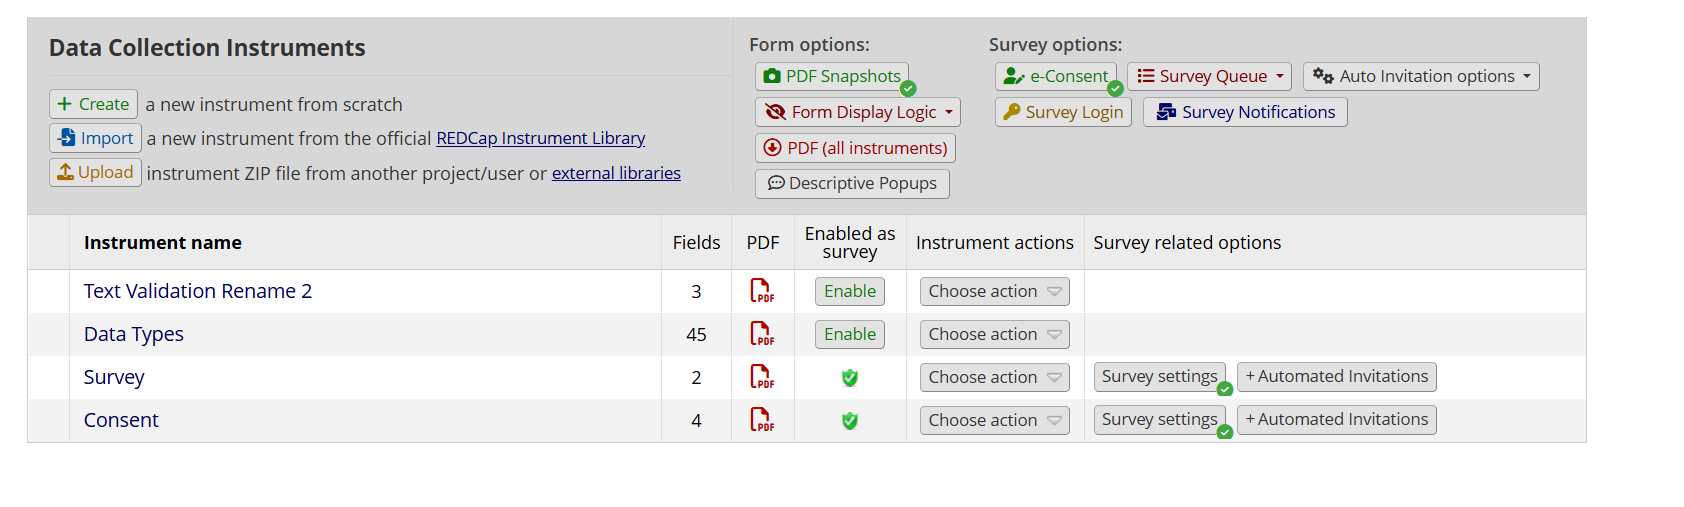 Data Collection Instruments
+ Create a new instrument from scratch
Import a new instrument from the official REDCap Instrument Library
Upload instrument ZIP file from another project/user or external libraries
Form options:
PDF Snapshots
Form Display Logic
PDF (all instruments)
Descriptive Popups
Survey options:
e-Consent Survey Queue Auto Invitation options
Survey Login Survey Notifications
Instrument name Fields PDF Enabled as survey Instrument actions Survey related options
Text Validation Rename 2 3 PDF Enable Choose action
Data Types 45 PDF Enable Choose action
Survey 2 PDF Choose action Survey settings + Automated Invitations
Consent 4 PDF Choose action Survey settings + Automated Invitations